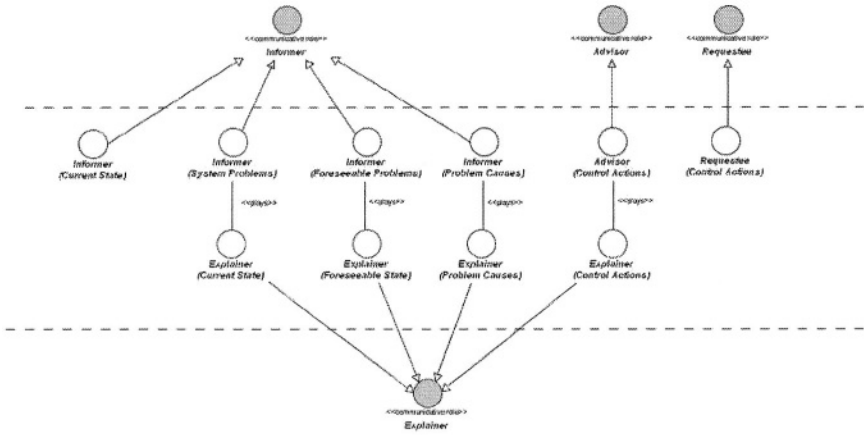 <<communicative role>> <<communicative role>> <<communicative role>>
Informer Advisor Requestee
Informer Informer Informer Informer Advisor Requestee
(Current State) (System Problems) (Foreseeable Problems) (Problem Causes) (Control Actions) (Control Actions)
<<plays>> <<plays>> <<plays>> <<plays>>
Explainer Explainer Explainer Explainer
(Current State) (Foreseeable State) (Problem Causes) (Control Actions)
<<communicative role>>
Explainer